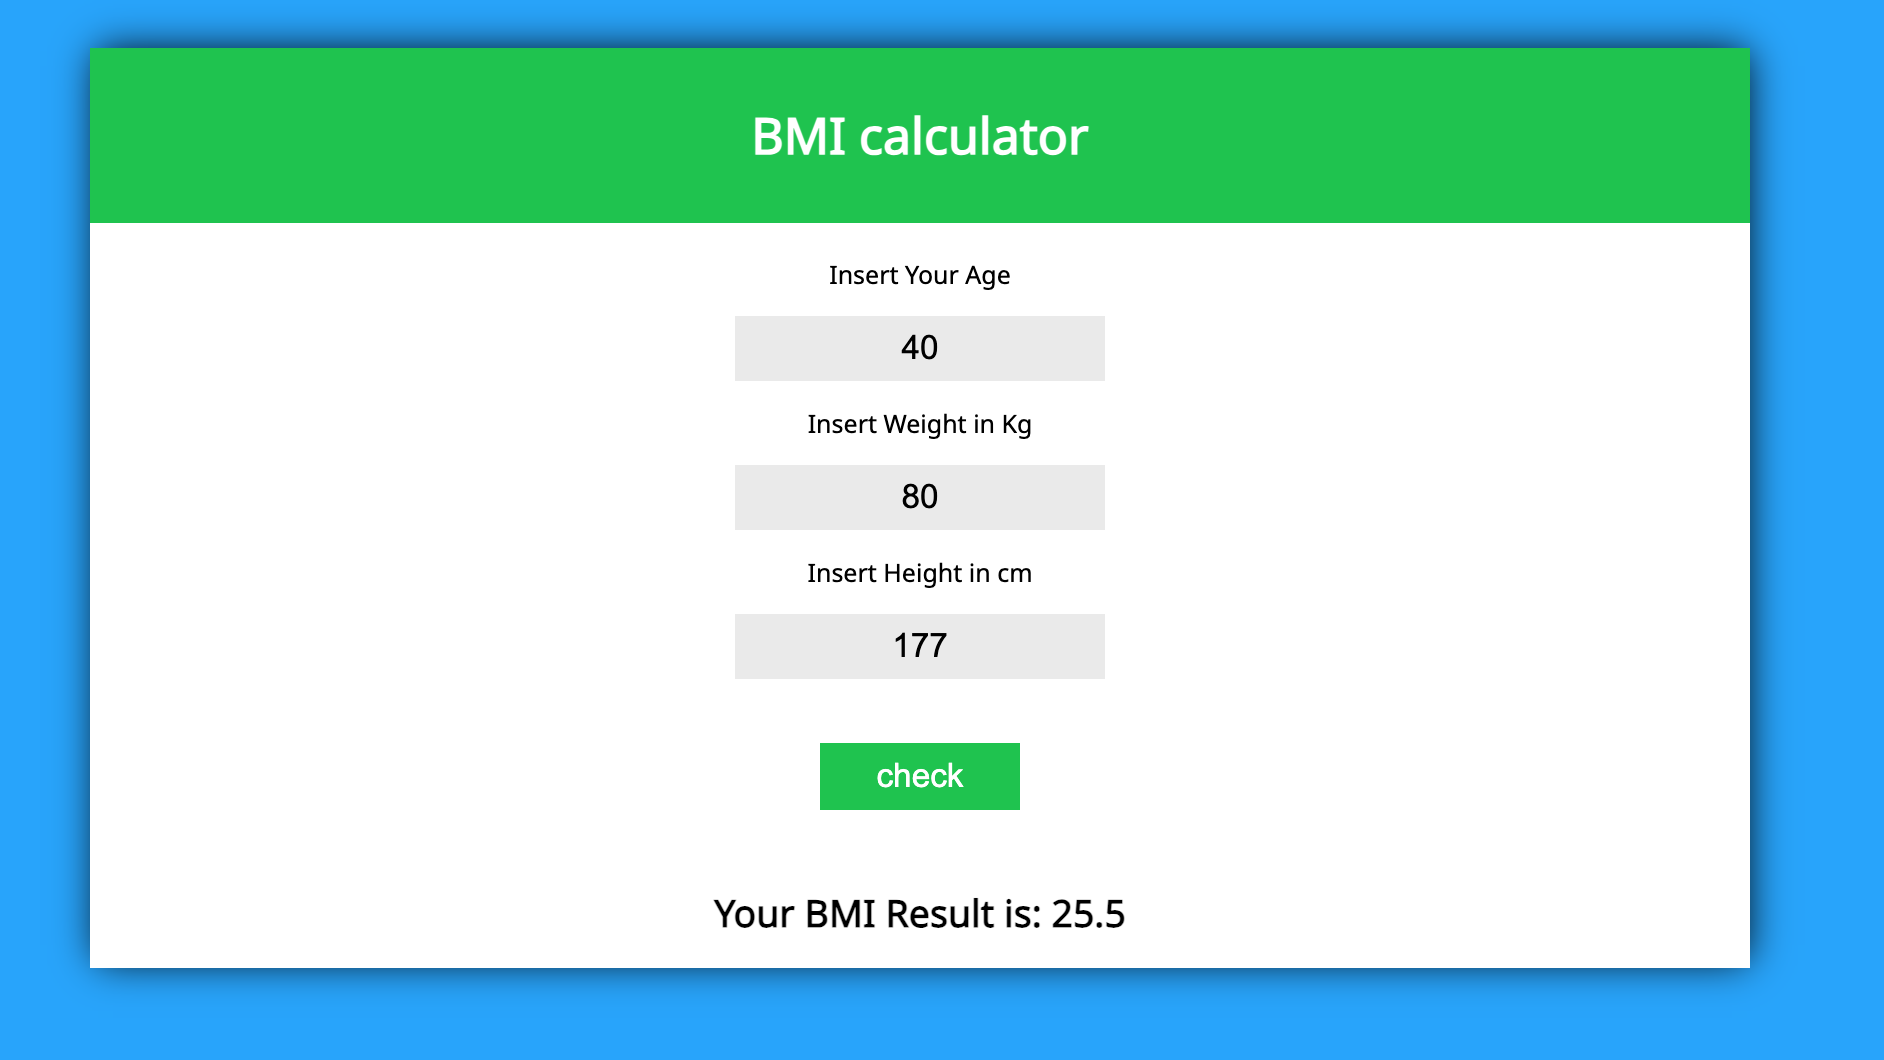 BMI calculator
Insert Your Age
40
Insert Weight in Kg
80
Insert Height in cm
177
check
Your BMI Result is: 25.5